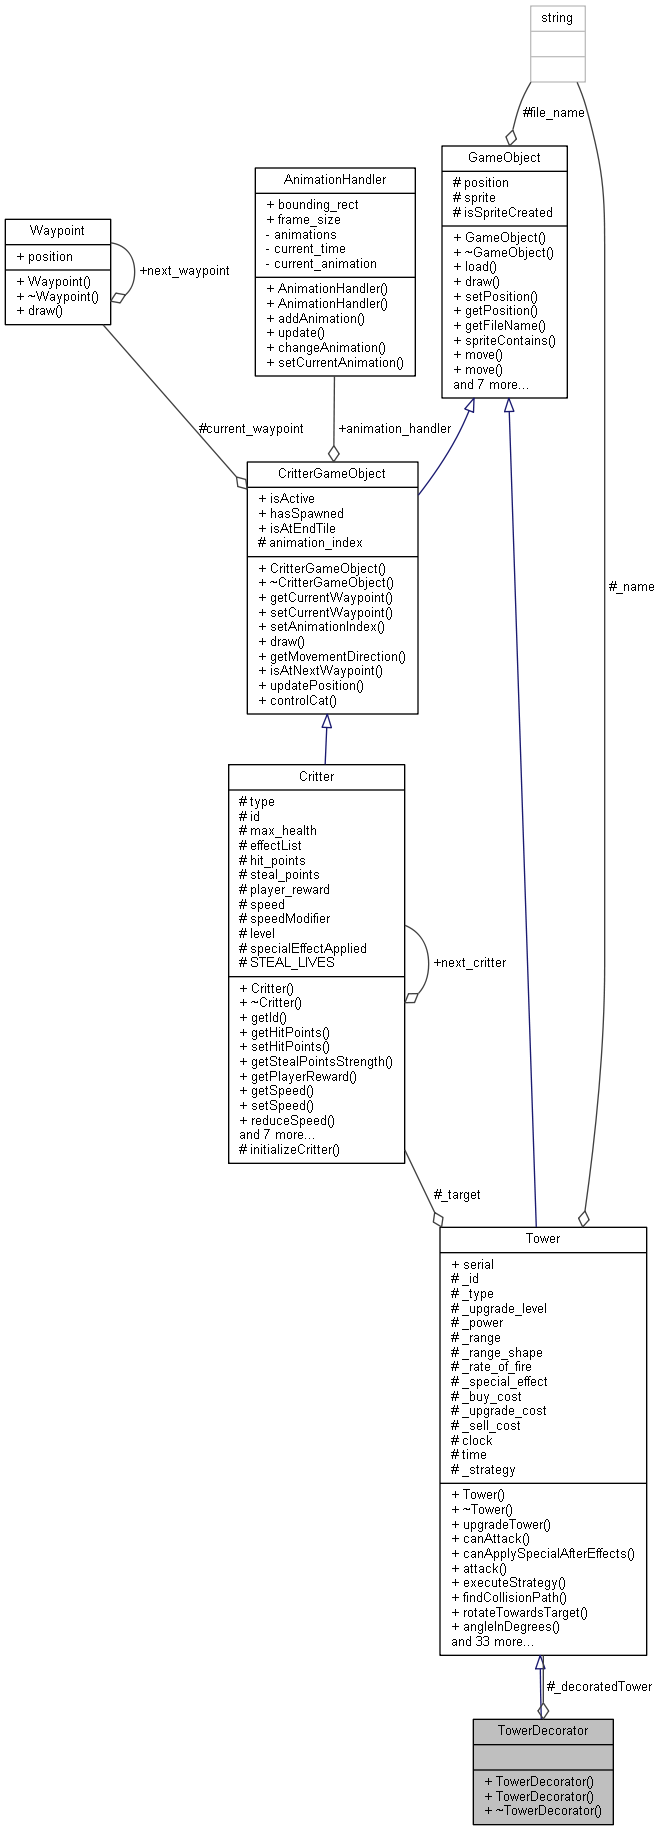 string
#file_name
GameObject
# position
# sprite
# isSpriteCreated
+ GameObject()
+ ~GameObject()
+ load()
+ draw()
+ setPosition()
+ getPosition()
+ getFileName()
+ spriteContains()
+ move()
+ move()
and 7 more...
AnimationHandler
+ bounding_rect
+ frame_size
- animations
- current_time
- current_animation
+ AnimationHandler()
+ AnimationHandler()
+ addAnimation()
+ update()
+ changeAnimation()
+ setCurrentAnimation()
Waypoint
+ position
+ Waypoint()
+ ~Waypoint()
+ draw()
+next_waypoint
#current_waypoint
+animation_handler
CritterGameObject
+ isActive
+ hasSpawned
+ isAtEndTile
# animation_index
+ CritterGameObject()
+ ~CritterGameObject()
+ getCurrentWaypoint()
+ setCurrentWaypoint()
+ setAnimationIndex()
+ draw()
+ getMovementDirection()
+ isAtNextWaypoint()
+ updatePosition()
+ controlCat()
#_name
Critter
# type
# id
# max_health
# effectList
# hit_points
# steal_points
# player_reward
# speed
# speedModifier
# level
# specialEffectApplied
# STEAL_LIVES
+ Critter()
+ ~Critter()
+ getId()
+ getHitPoints()
+ setHitPoints()
+ getStealPointsStrength()
+ getPlayerReward()
+ getSpeed()
+ setSpeed()
+ reduceSpeed()
and 7 more...
# initializeCritter()
+next_critter
#_target
Tower
+ serial
# _id
# _type
# _upgrade_level
# _power
# _range
# _range_shape
# _rate_of_fire
# _special_effect
# _buy_cost
# _upgrade_cost
# _sell_cost
# clock
# time
# _strategy
+ Tower()
+ ~Tower()
+ upgradeTower()
+ canAttack()
+ canApplySpecialAfterEffects()
+ attack()
+ executeStrategy()
+ findCollisionPath()
+ rotateTowardsTarget()
+ angleInDegrees()
and 33 more...
#_decoratedTower
TowerDecorator
+ TowerDecorator()
+ TowerDecorator()
+ ~TowerDecorator()